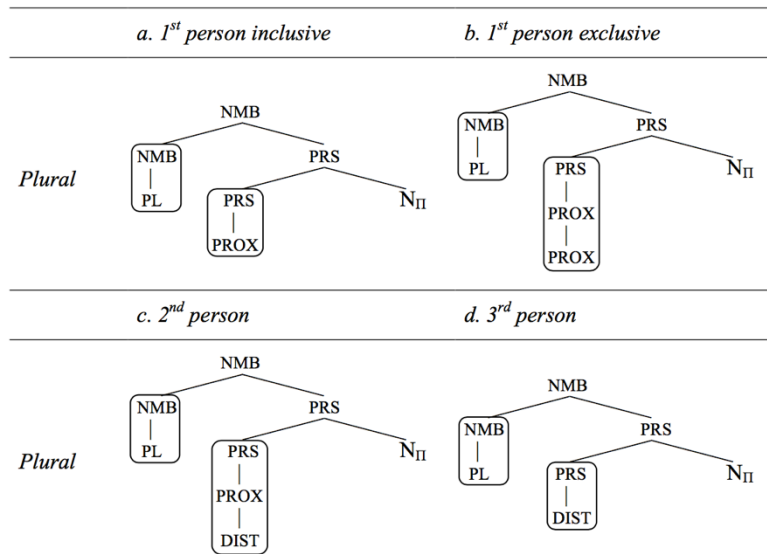 a. 1st person inclusive b. 1st person exclusive
NMB NMB
NMB PRS NMB PRS
Plural PL PRS NΠ PL PRS NΠ
PROX PROX
PROX
c. 2nd person d. 3rd person
NMB NMB
NMB PRS NMB PRS
Plural PL PRS NΠ PL PRS NΠ
PROX DIST
DIST